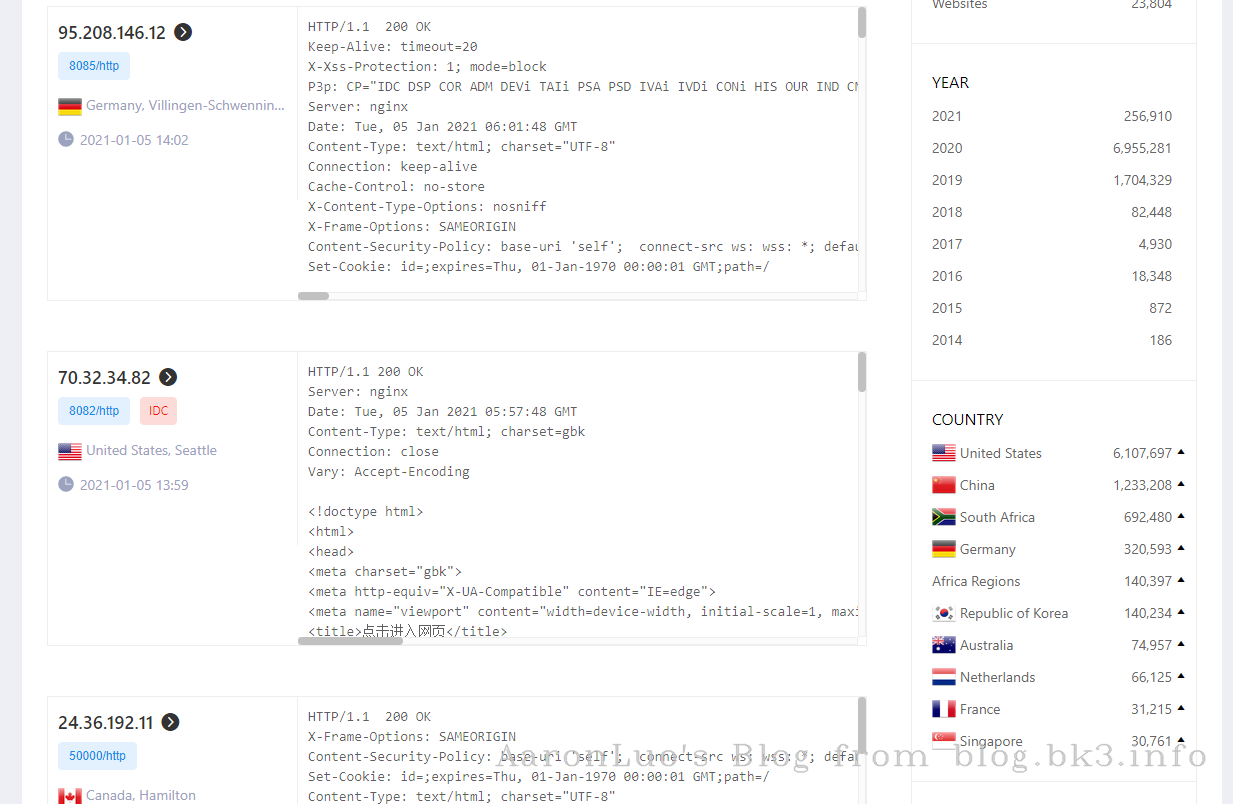 Websites 23,804
95.208.146.12
8085/http
Germany, Villingen-Schwennin...
2021-01-05 14:02
HTTP/1.1  200 OK
Keep-Alive: timeout=20
X-Xss-Protection: 1; mode=block
P3p: CP="IDC DSP COR ADM DEVi TAIi PSA PSD IVAi IVDi CONi HIS OUR IND CN
Server: nginx
Date: Tue, 05 Jan 2021 06:01:48 GMT
Content-Type: text/html; charset="UTF-8"
Connection: keep-alive
Cache-Control: no-store
X-Content-Type-Options: nosniff
X-Frame-Options: SAMEORIGIN
Content-Security-Policy: base-uri 'self';  connect-src ws: wss: *; defau
Set-Cookie: id=;expires=Thu, 01-Jan-1970 00:00:01 GMT;path=/
70.32.34.82
8082/http IDC
United States, Seattle
2021-01-05 13:59
HTTP/1.1 200 OK
Server: nginx
Date: Tue, 05 Jan 2021 05:57:48 GMT
Content-Type: text/html; charset=gbk
Connection: close
Vary: Accept-Encoding
<!doctype html>
<html>
<head>
<meta charset="gbk">
<meta http-equiv="X-UA-Compatible" content="IE=edge">
<meta name="viewport" content="width=device-width, initial-scale=1, maxi
<title>点击进入网页</title>
24.36.192.11
50000/http
Canada, Hamilton
HTTP/1.1  200 OK
X-Frame-Options: SAMEORIGIN
Content-Security-Policy: base-uri 'self';  connect-src ws: wss: *; defau
Set-Cookie: id=;expires=Thu, 01-Jan-1970 00:00:01 GMT;path=/
Content-Type: text/html; charset="UTF-8"
YEAR
2021 256,910
2020 6,955,281
2019 1,704,329
2018 82,448
2017 4,930
2016 18,348
2015 872
2014 186
COUNTRY
United States 6,107,697
China 1,233,208
South Africa 692,480
Germany 320,593
Africa Regions 140,397
Republic of Korea 140,234
Australia 74,957
Netherlands 66,125
France 31,215
Singapore 30,761
AaronLuo's Blog from blog.bk3.info